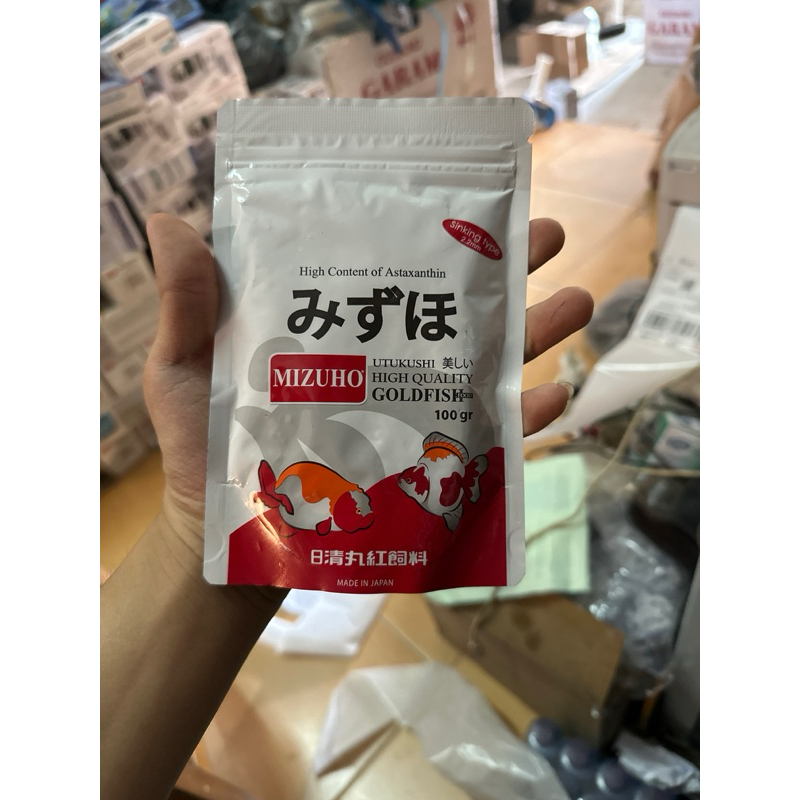 Sinking type
2.2mm
High Content of Astaxanthin
みずほ
MIZUHO
UTUKUSHI 美しい
HIGH QUALITY
GOLDFISH
100 gr
日清丸紅飼料
MADE IN JAPAN